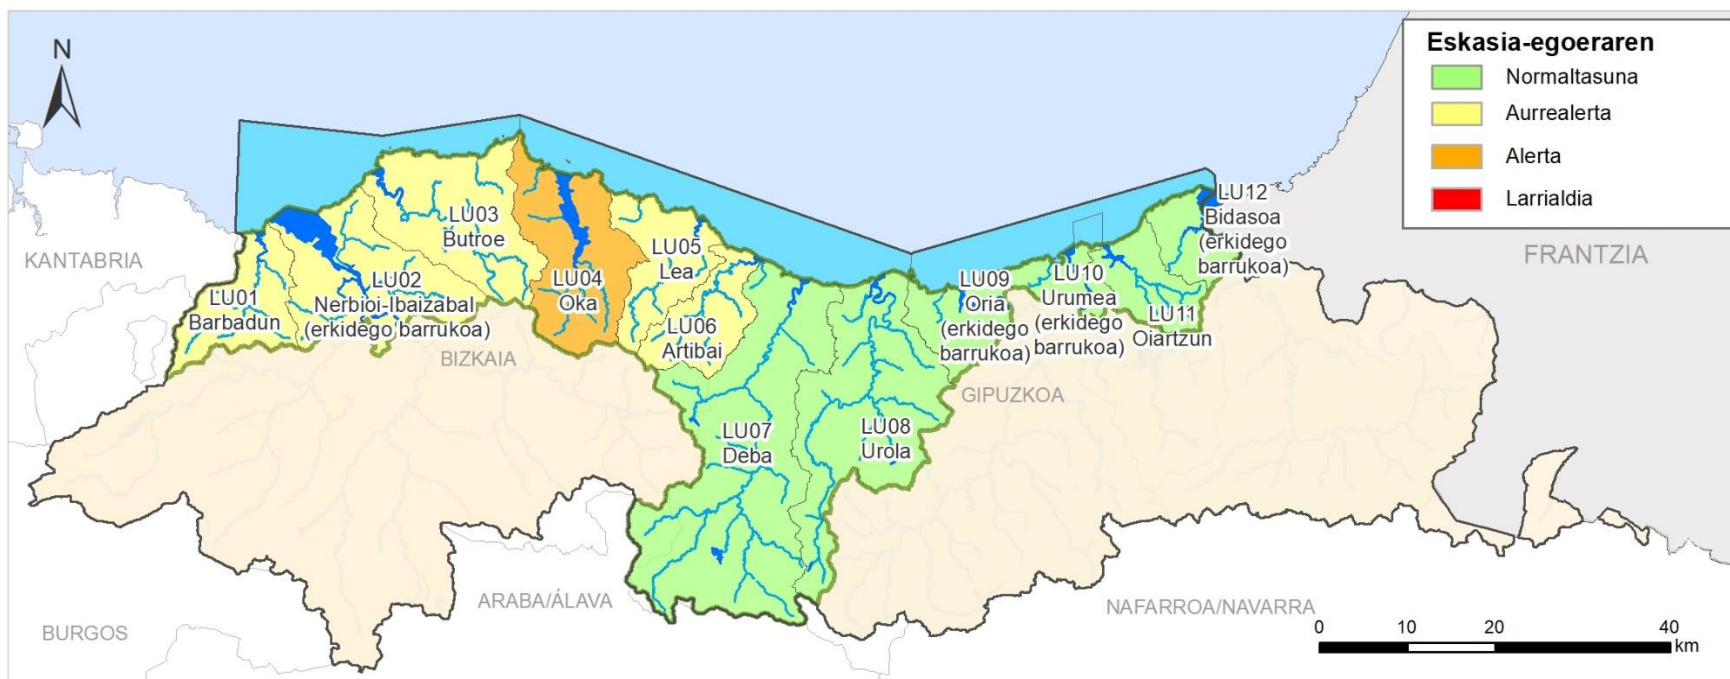 N
Eskasia-egoeraren
Normaltasuna
Aurrealerta
Alerta
Larrialdia
KANTABRIA
FRANTZIA
LU01
Barbadun
LU02
Nerbioi-Ibaizabal
(erkidego barrukoa)
LU03
Butroe
LU04
Oka
LU05
Lea
LU06
Artibai
LU07
Deba
LU08
Urola
LU09
Oria
(erkidego
barrukoa)
LU10
Urumea
(erkidego
barrukoa)
LU11
Oiartzun
LU12
Bidasoa
(erkidego
barrukoa)
BIZKAIA
GIPUZKOA
ARABA/ÁLAVA
BURGOS
NAFARROA/NAVARRA
0 10 20 40
km